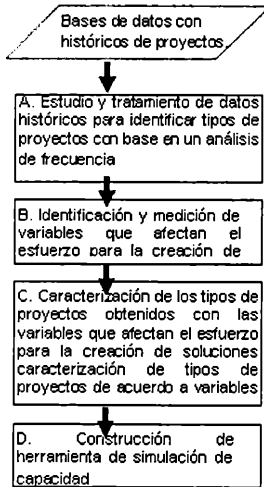 Bases de datos con
históricos de proyectos
A. Estudio y tratamiento de datos
históricos para identificar tipos de
proyectos con base en un análisis
de frecuencia
B. Identificación y medición de
variables que afectan el
esfuerzo para la creación de
C. Caracterización de los tipos de
proyectos obtenidos con las
variables que afectan el esfuerzo
para la creación de soluciones
caracterización de tipos de
proyectos de acuerdo a variables
D. Construcción de
herramienta de simulación de
capacidad